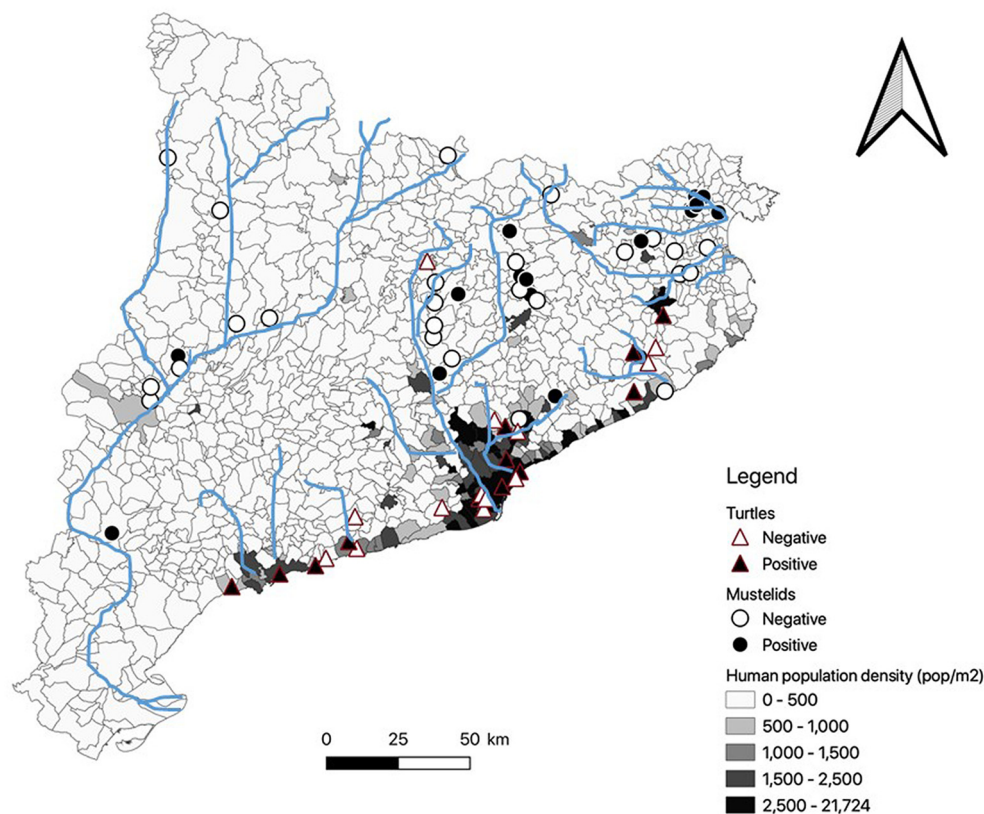 Legend
Turtles
Negative
Positive
Mustelids
Negative
Positive
Human population density (pop/m2)
0 - 500
500 - 1,000
1,000 - 1,500
1,500 - 2,500
2,500 - 21,724
0 25 50 km